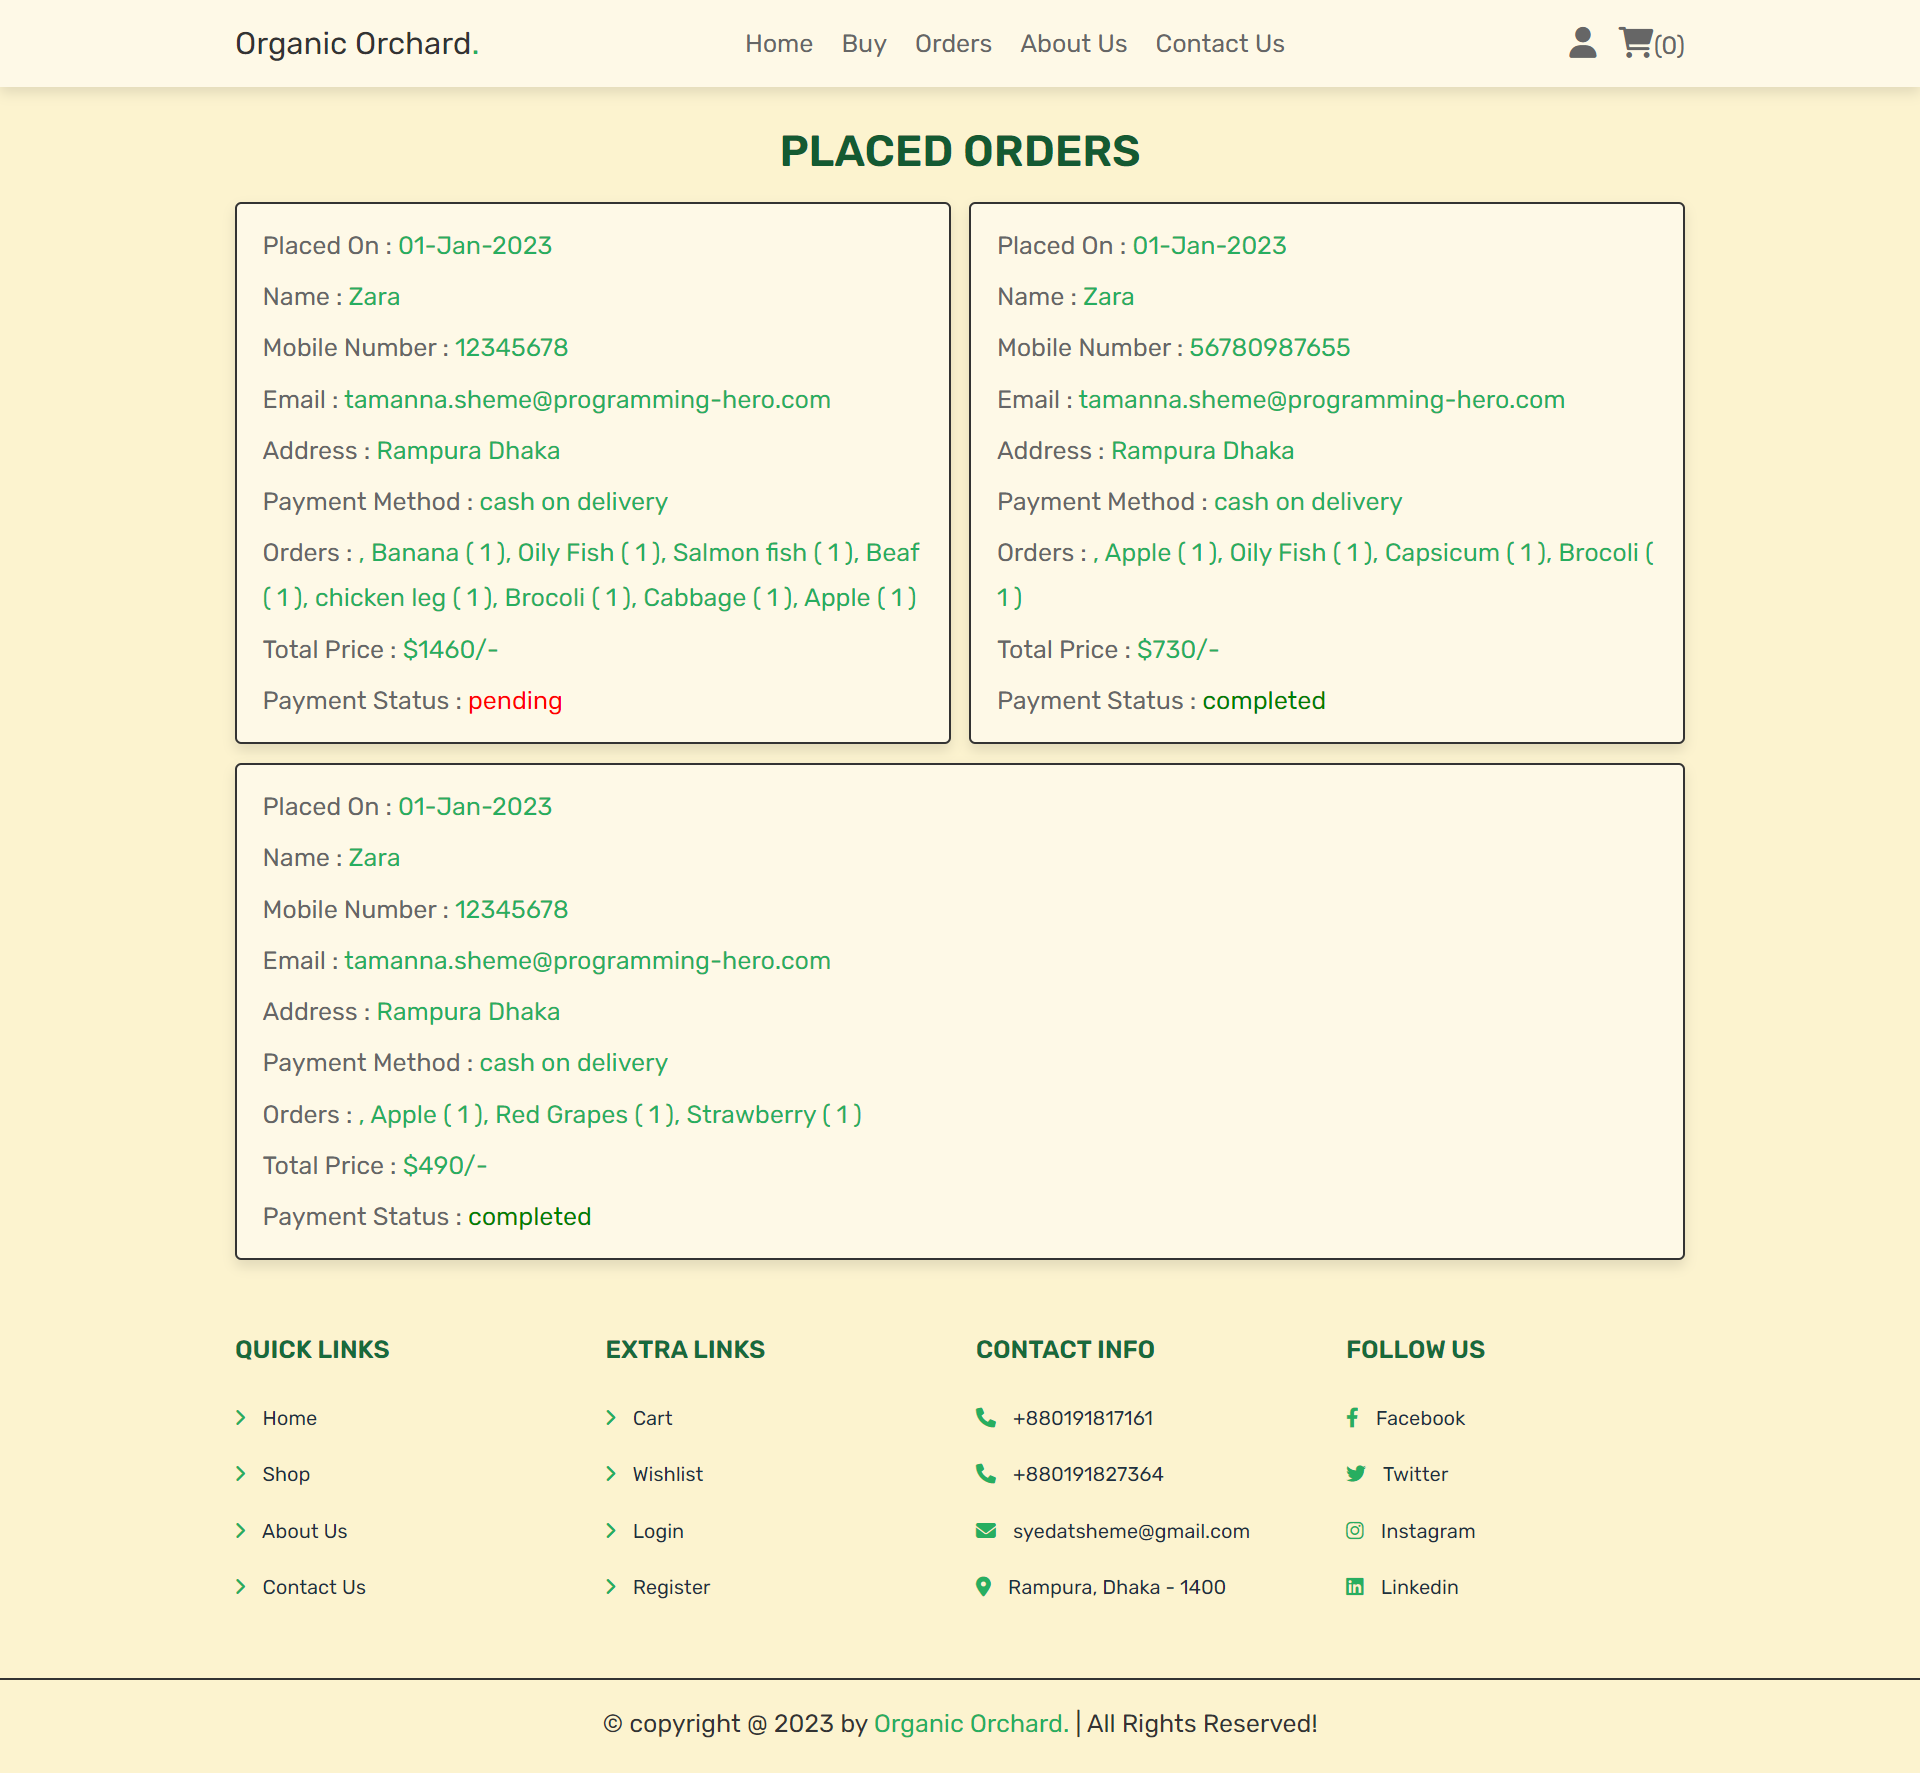 Organic Orchard.
Home Buy Orders About Us Contact Us
(0)
PLACED ORDERS
Placed On : 01-Jan-2023
Name : Zara
Mobile Number : 12345678
Email : tamanna.sheme@programming-hero.com
Address : Rampura Dhaka
Payment Method : cash on delivery
Orders : , Banana ( 1 ), Oily Fish ( 1 ), Salmon fish ( 1 ), Beaf
( 1 ), chicken leg ( 1 ), Brocoli ( 1 ), Cabbage ( 1 ), Apple ( 1 )
Total Price : $1460/-
Payment Status : pending
Placed On : 01-Jan-2023
Name : Zara
Mobile Number : 56780987655
Email : tamanna.sheme@programming-hero.com
Address : Rampura Dhaka
Payment Method : cash on delivery
Orders : , Apple ( 1 ), Oily Fish ( 1 ), Capsicum ( 1 ), Brocoli (
1 )
Total Price : $730/-
Payment Status : completed
Placed On : 01-Jan-2023
Name : Zara
Mobile Number : 12345678
Email : tamanna.sheme@programming-hero.com
Address : Rampura Dhaka
Payment Method : cash on delivery
Orders : , Apple ( 1 ), Red Grapes ( 1 ), Strawberry ( 1 )
Total Price : $490/-
Payment Status : completed
QUICK LINKS
Home
Shop
About Us
Contact Us
EXTRA LINKS
Cart
Wishlist
Login
Register
CONTACT INFO
+880191817161
+880191827364
syedatsheme@gmail.com
Rampura, Dhaka - 1400
FOLLOW US
Facebook
Twitter
Instagram
Linkedin
© copyright @ 2023 by Organic Orchard. | All Rights Reserved!